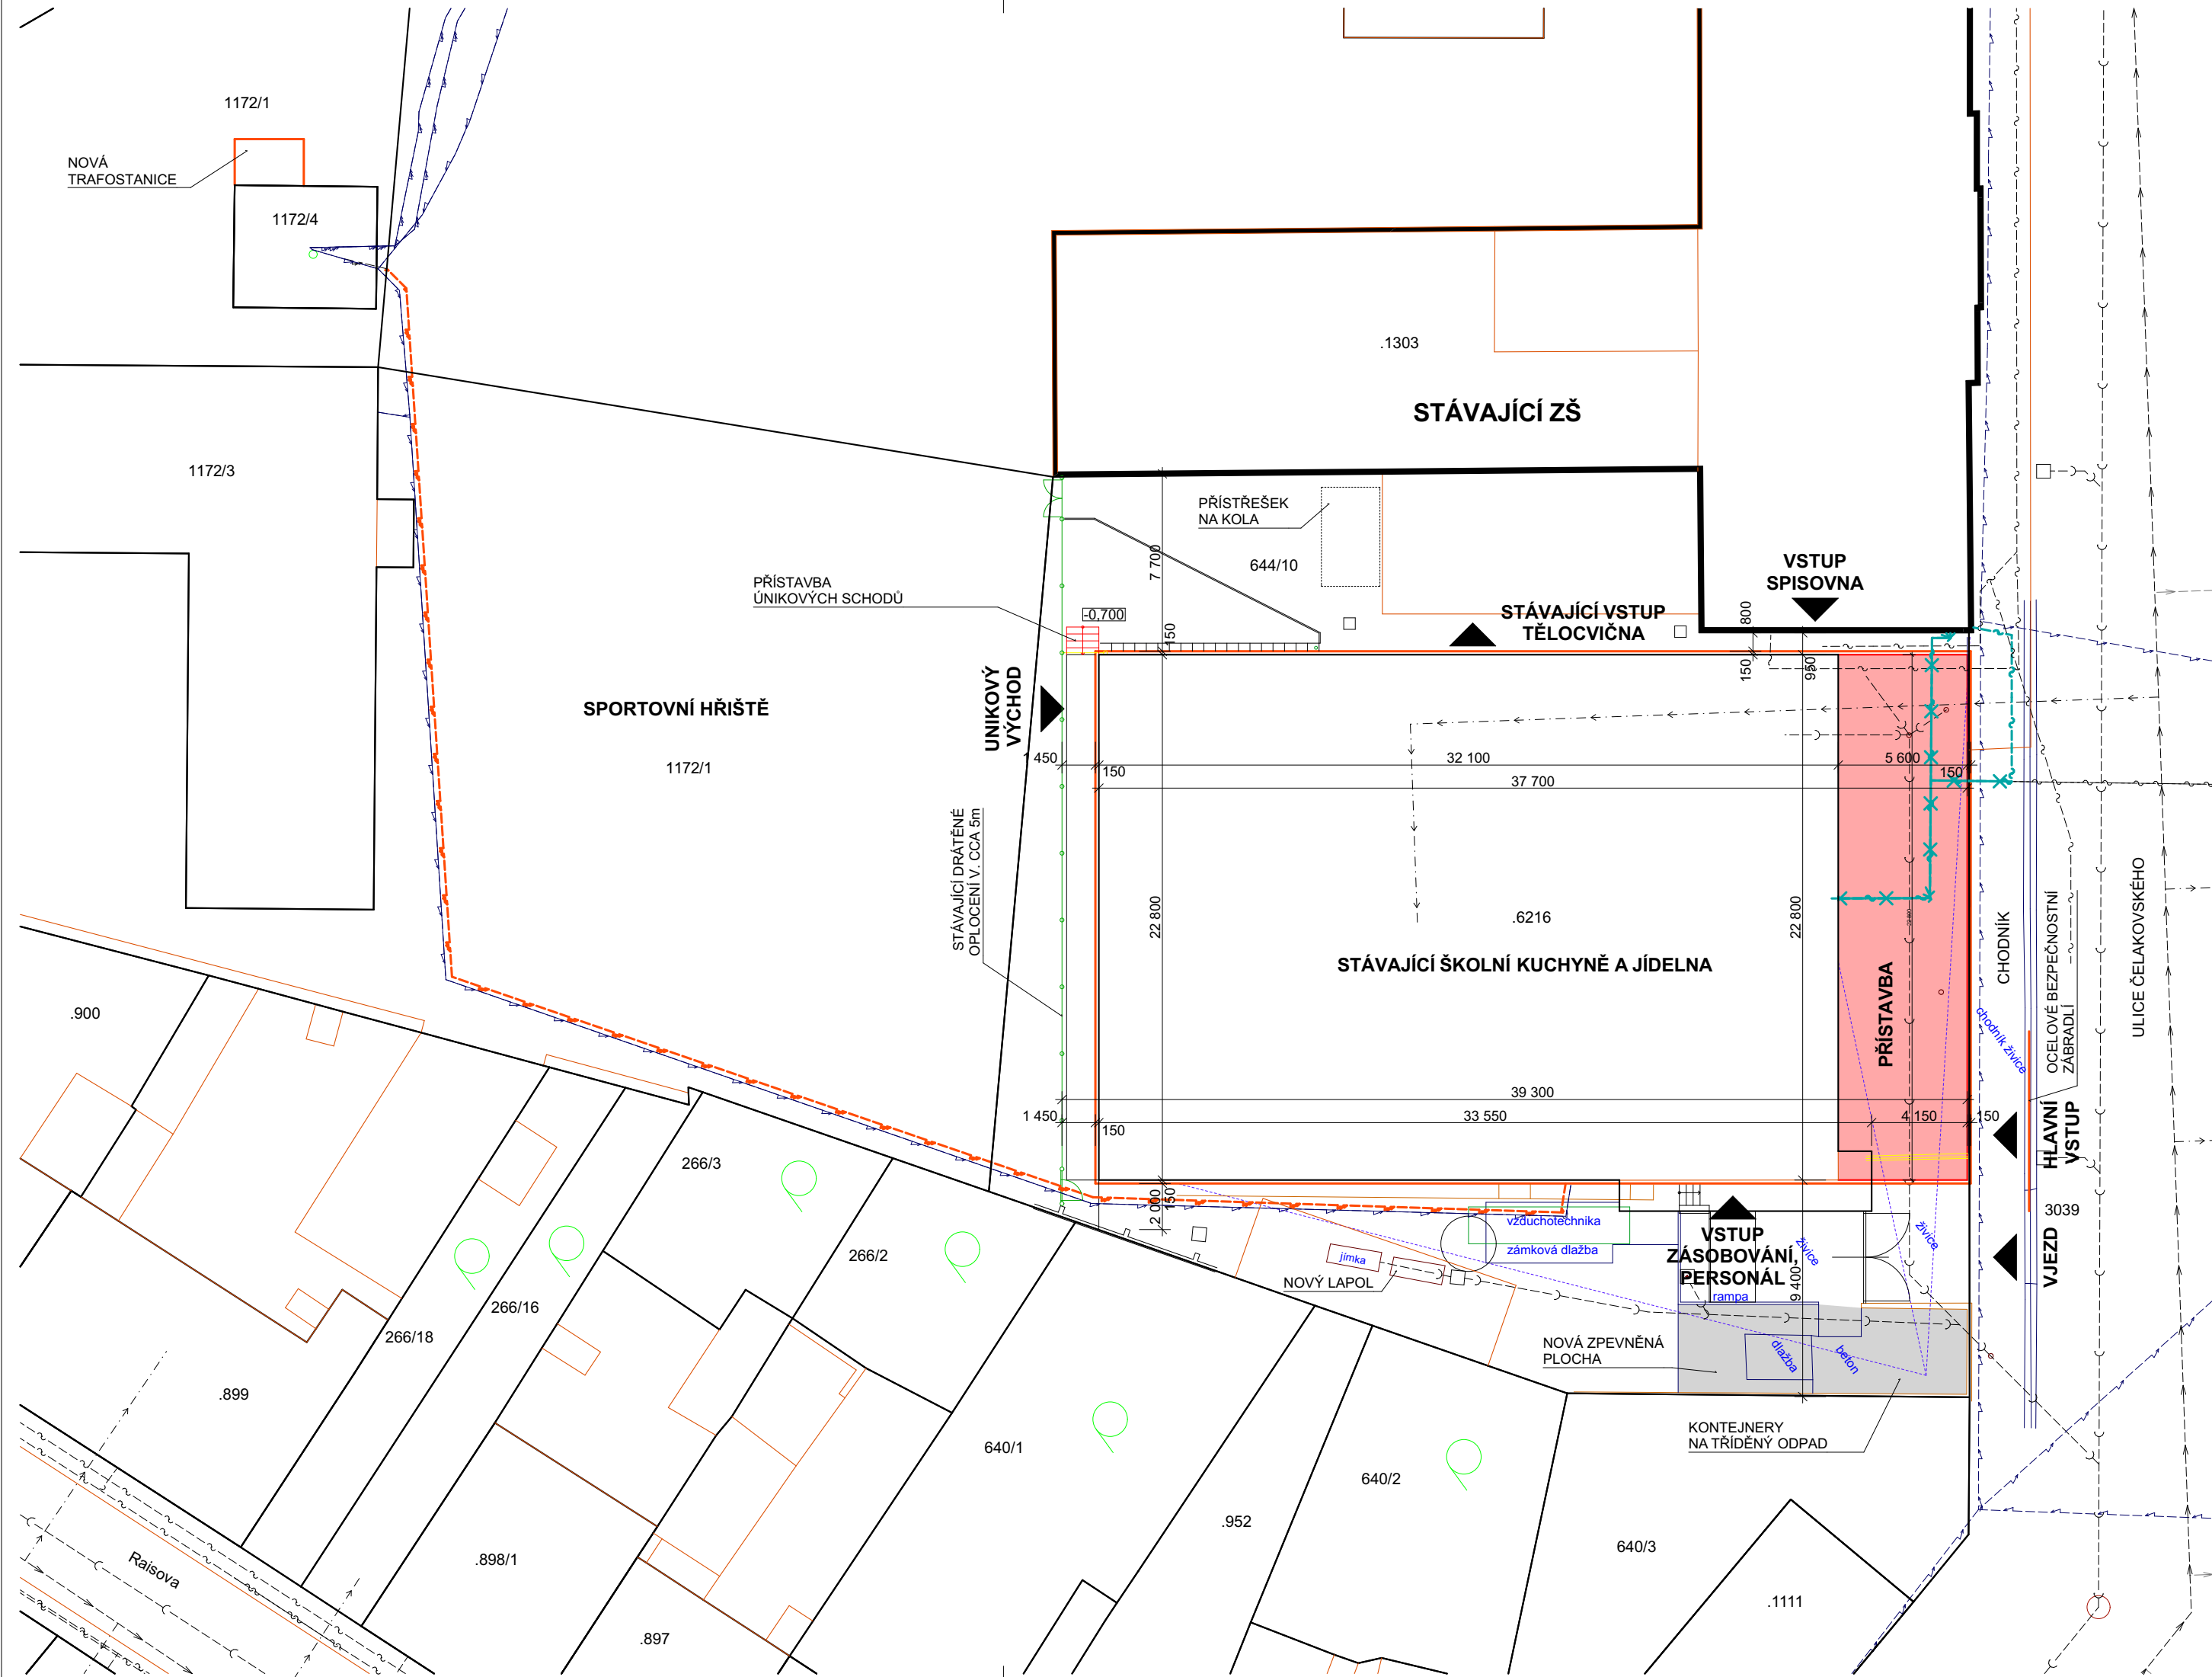 1172/1
NOVÁ
TRAFOSTANICE
1172/4
.1303
STÁVAJÍCÍ ZŠ
1172/3
PŘÍSTŘEŠEK
NA KOLA
644/10
7 700
VSTUP
SPISOVNA
PŘÍSTAVBA
ÚNIKOVÝCH SCHODŮ
-0,700
150
STÁVAJÍCÍ VSTUP
TĚLOCVIČNA
800
150
950
SPORTOVNÍ HŘIŠTĚ
1172/1
UNIKOVÝ
VÝCHOD
1 450
150
32 100
5 600
150
37 700
STÁVAJÍCÍ DRÁTĚNÉ
OPLOCENÍ V. CCA 5m
22 800
22 800
.6216
STÁVAJÍCÍ ŠKOLNÍ KUCHYNĚ A JÍDELNA
PŘÍSTAVBA
CHODNÍK
chodník živice
OCELOVÉ BEZPEČNOSTNÍ
ZÁBRADLÍ
ULICE ČELAKOVSKÉHO
39 300
1 450
150
33 550
4 150
150
HLAVNÍ
VSTUP
3039
VJEZD
2 000
150
vzduchotechnika
zámková dlažba
jímka
NOVÝ LAPOL
VSTUP
ZÁSOBOVÁNÍ,
PERSONÁL
živice
živice
rampa
9 400
NOVÁ ZPEVNĚNÁ
PLOCHA
dlažba
beton
KONTEJNERY
NA TŘÍDĚNÝ ODPAD
.900
266/3
266/2
266/16
266/18
.899
640/1
640/2
.952
640/3
.898/1
.1111
.897
Raisova